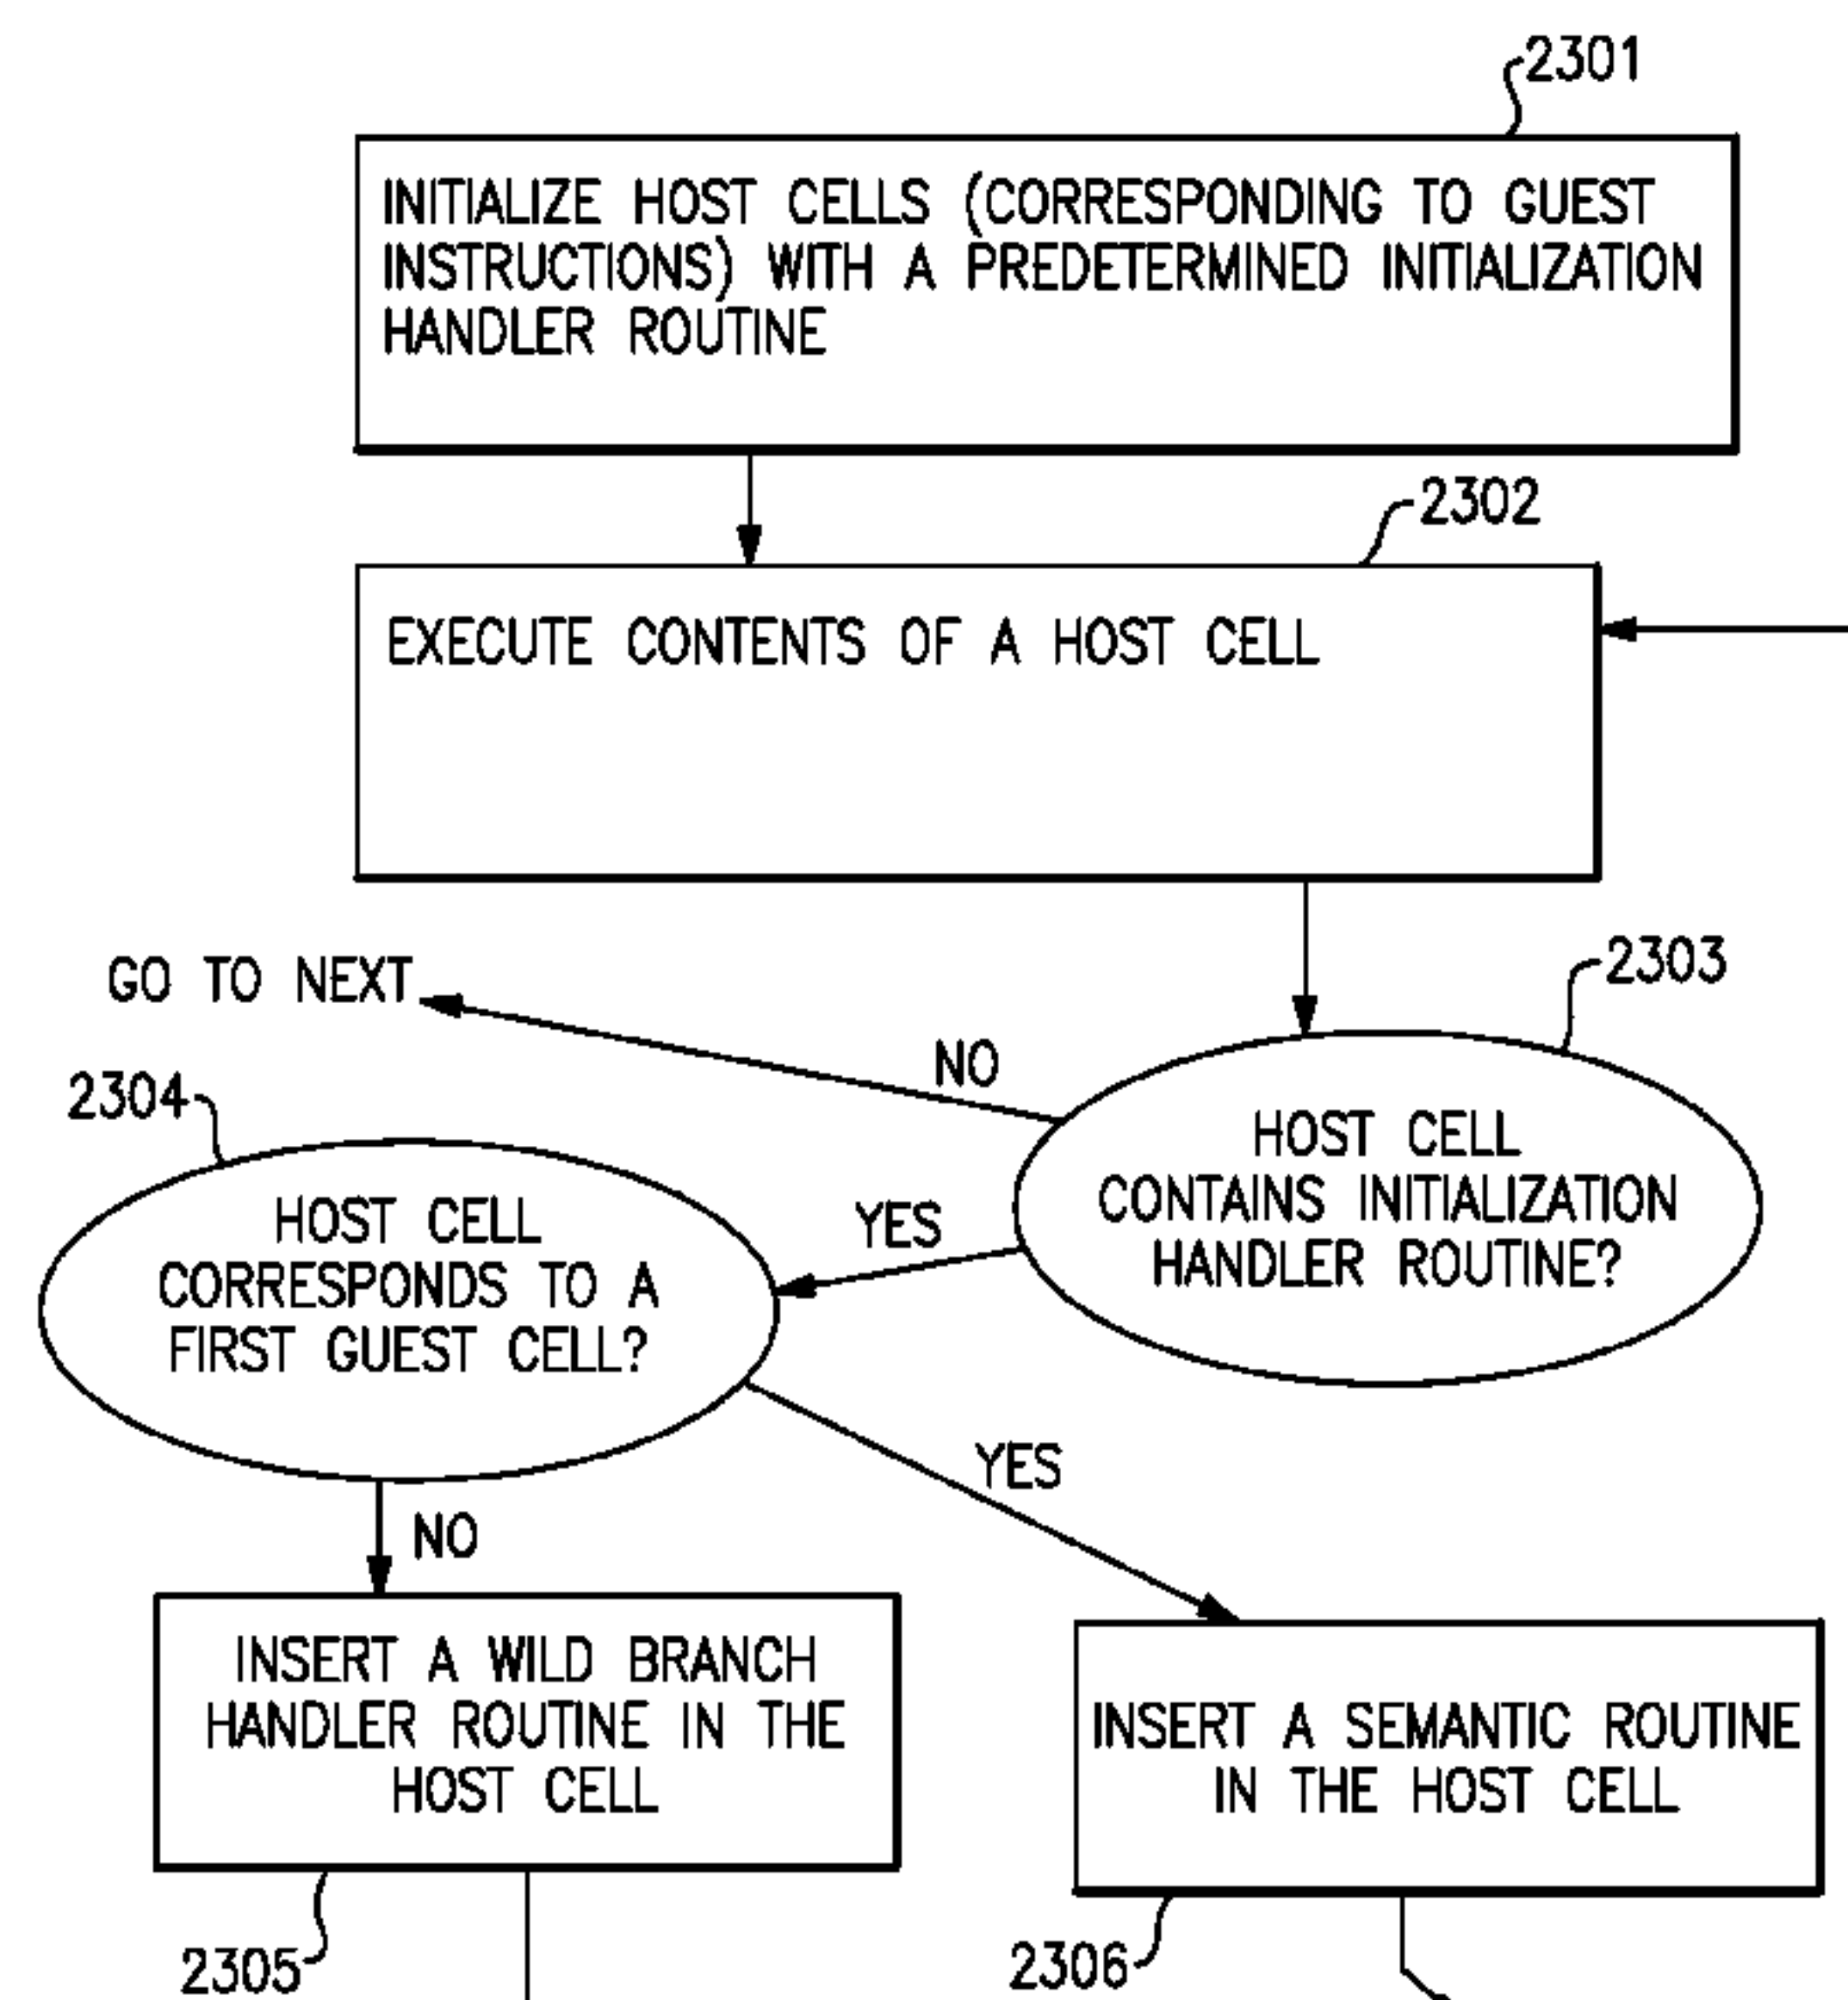 2301
INITIALIZE HOST CELLS (CORRESPONDING TO GUEST
INSTRUCTIONS) WITH A PREDETERMINED INITIALIZATION
HANDLER ROUTINE
2302
EXECUTE CONTENTS OF A HOST CELL
GO TO NEXT
2303
NO
2304
HOST CELL
CONTAINS INITIALIZATION
HANDLER ROUTINE?
YES
HOST CELL
CORRESPONDS TO A
FIRST GUEST CELL?
YES
NO
INSERT A WILD BRANCH
HANDLER ROUTINE IN THE
HOST CELL
INSERT A SEMANTIC ROUTINE
IN THE HOST CELL
2305
2306